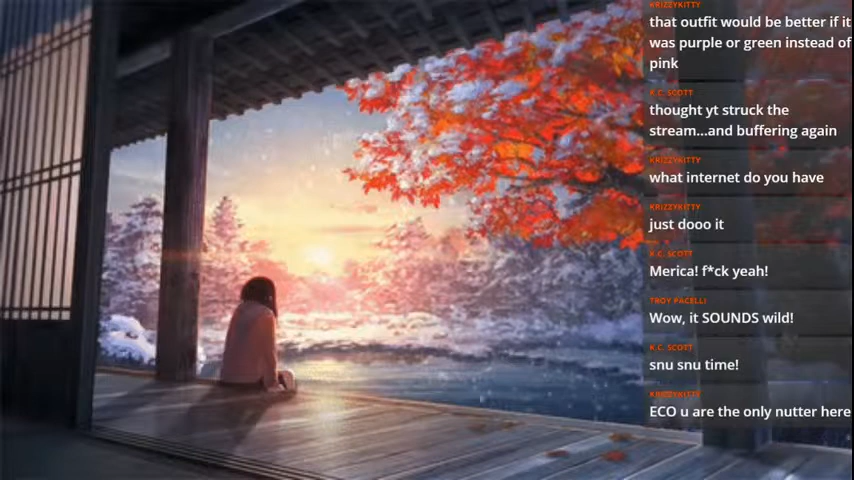 KRIZZYKITTY
that outfit would be better if it
was purple or green instead of
pink
K.C. SCOTT
thought yt struck the
stream...and buffering again
KRIZZYKITTY
what internet do you have
KRIZZYKITTY
just dooo it
K.C. SCOTT
Merica! f*ck yeah!
TROY PACELLI
Wow, it SOUNDS wild!
K.C. SCOTT
snu snu time!
KRIZZYKITTY
ECO u are the only nutter here